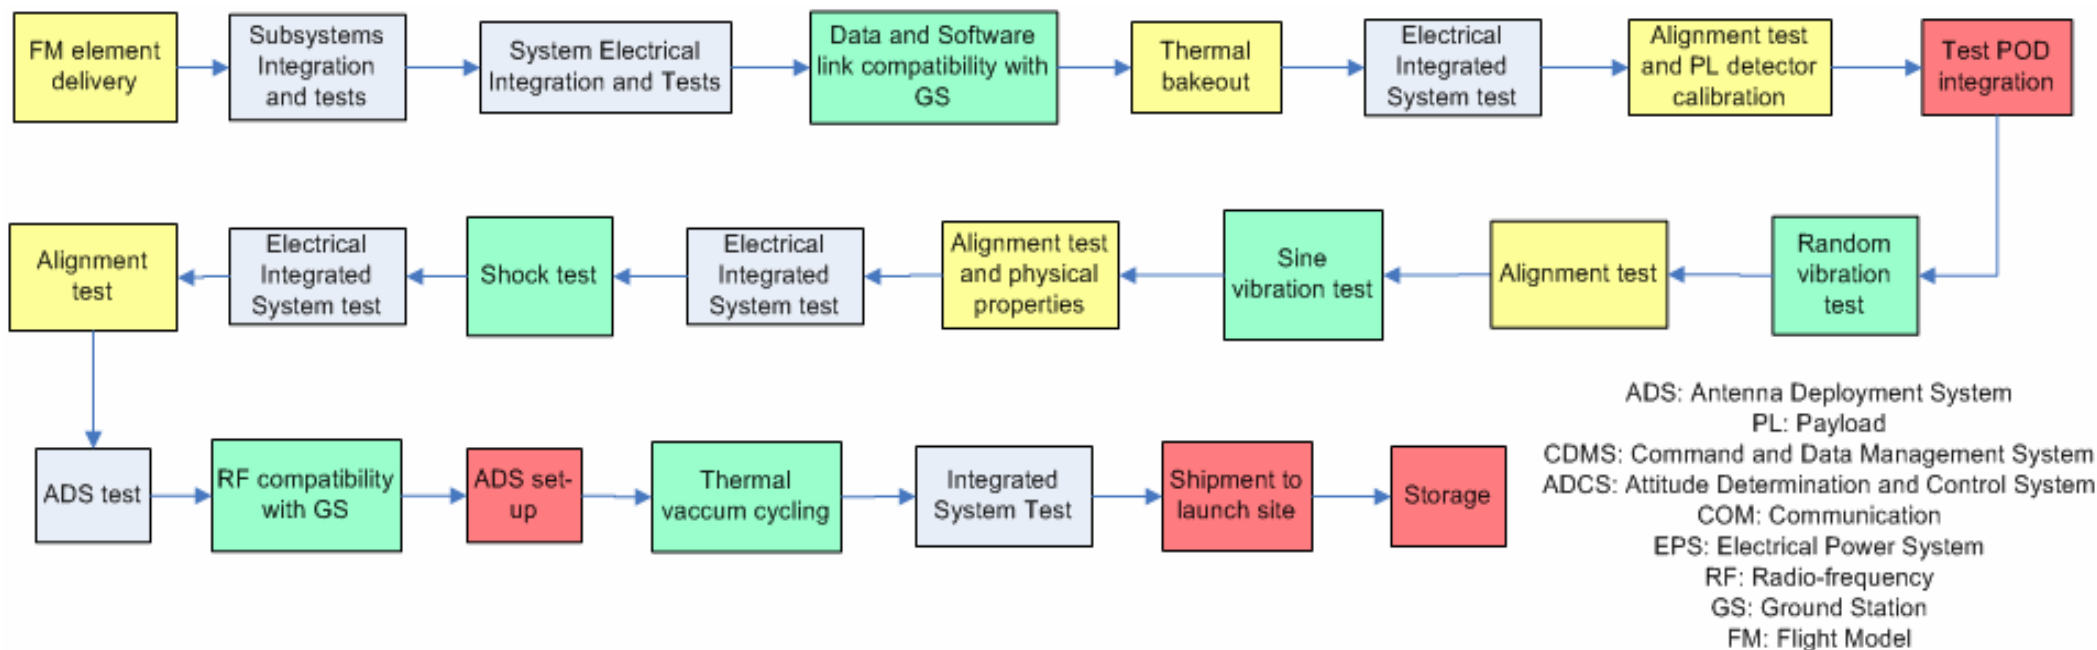 FM element
delivery
Subsystems
Integration
and tests
System Electrical
Integration and Tests
Data and Software
link compatibility with
GS
Thermal
bakeout
Electrical
Integrated
System test
Alignment test
and PL detector
calibration
Test POD
integration
Random
vibration
test
Alignment test
Sine
vibration test
Alignment test
and physical
properties
Electrical
Integrated
System test
Shock test
Electrical
Integrated
System test
Alignment
test
ADS test
RF compatibility
with GS
ADS set-
up
Thermal
vaccum cycling
Integrated
System Test
Shipment to
launch site
Storage
ADS: Antenna Deployment System
PL: Payload
CDMS: Command and Data Management System
ADCS: Attitude Determination and Control System
COM: Communication
EPS: Electrical Power System
RF: Radio-frequency
GS: Ground Station
FM: Flight Model